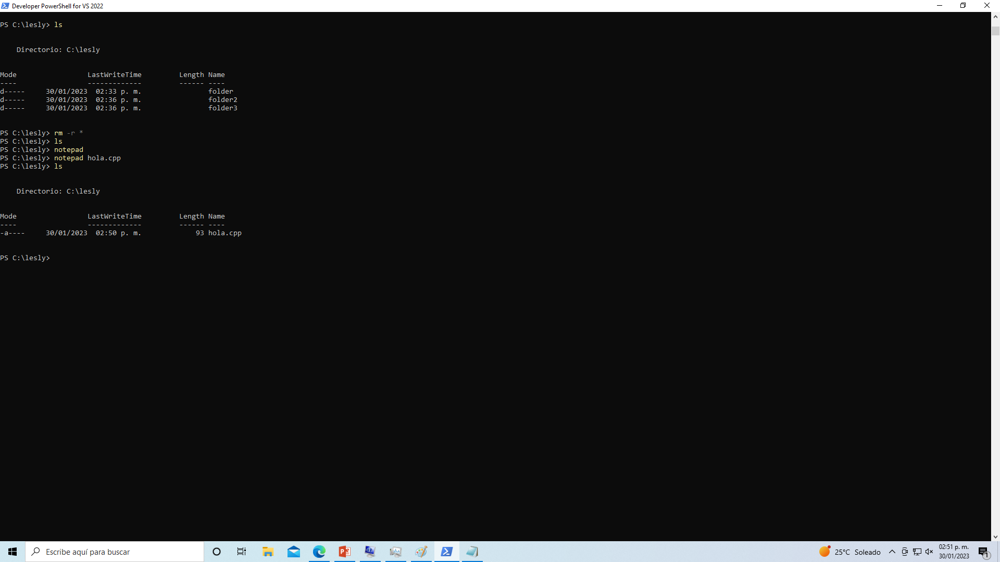 Developer PowerShell for VS 2022
PS C:\lesly> ls
Directorio: C:\lesly
Mode LastWriteTime Length Name
---- ------------- ------ ----
d----- 30/01/2023 02:33 p. m. folder
d----- 30/01/2023 02:36 p. m. folder2
d----- 30/01/2023 02:36 p. m. folder3
PS C:\lesly> rm -r *
PS C:\lesly> ls
PS C:\lesly> notepad
PS C:\lesly> notepad hola.cpp
PS C:\lesly> ls
Directorio: C:\lesly
Mode LastWriteTime Length Name
---- ------------- ------ ----
-a---- 30/01/2023 02:50 p. m. 93 hola.cpp
PS C:\lesly>
Escribe aquí para buscar
25°C Soleado
02:51 p. m.
30/01/2023
1